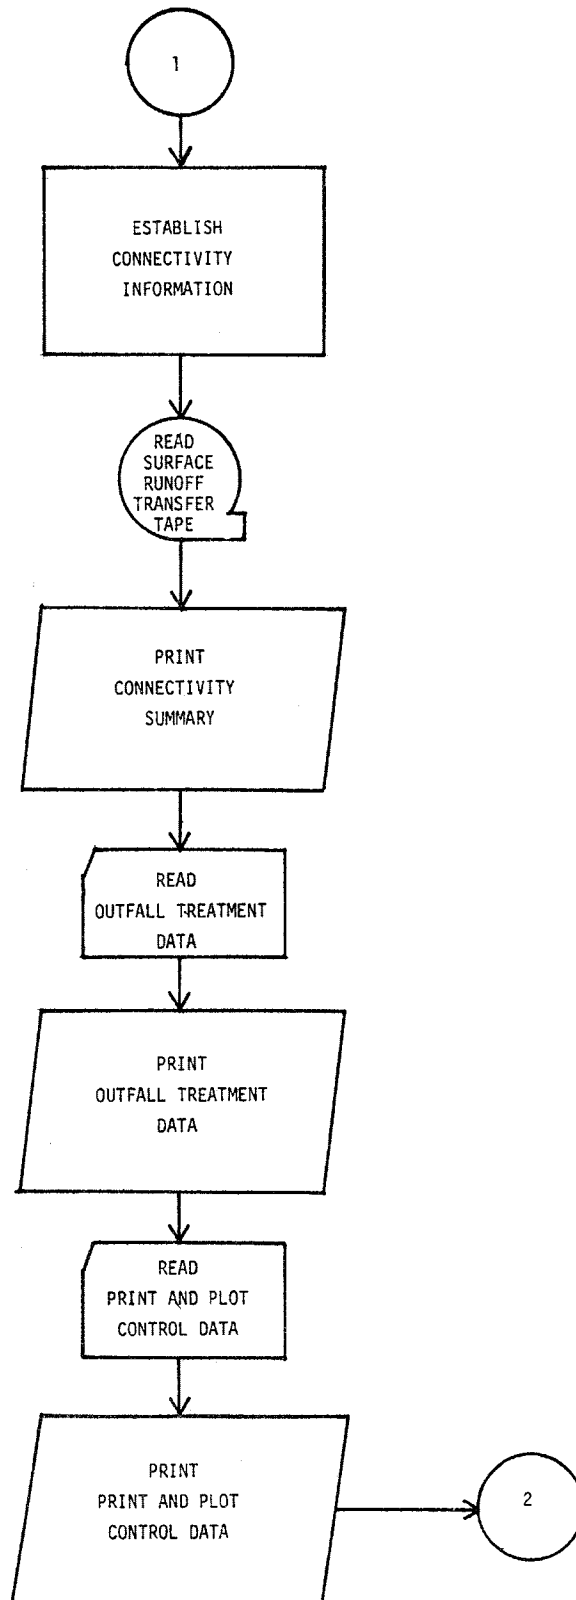 1
ESTABLISH
CONNECTIVITY
INFORMATION
READ
SURFACE
RUNOFF
TRANSFER
TAPE
PRINT
CONNECTIVITY
SUMMARY
READ
OUTFALL TREATMENT
DATA
PRINT
OUTFALL TREATMENT
DATA
READ
PRINT AND PLOT
CONTROL DATA
PRINT
PRINT AND PLOT
CONTROL DATA
2